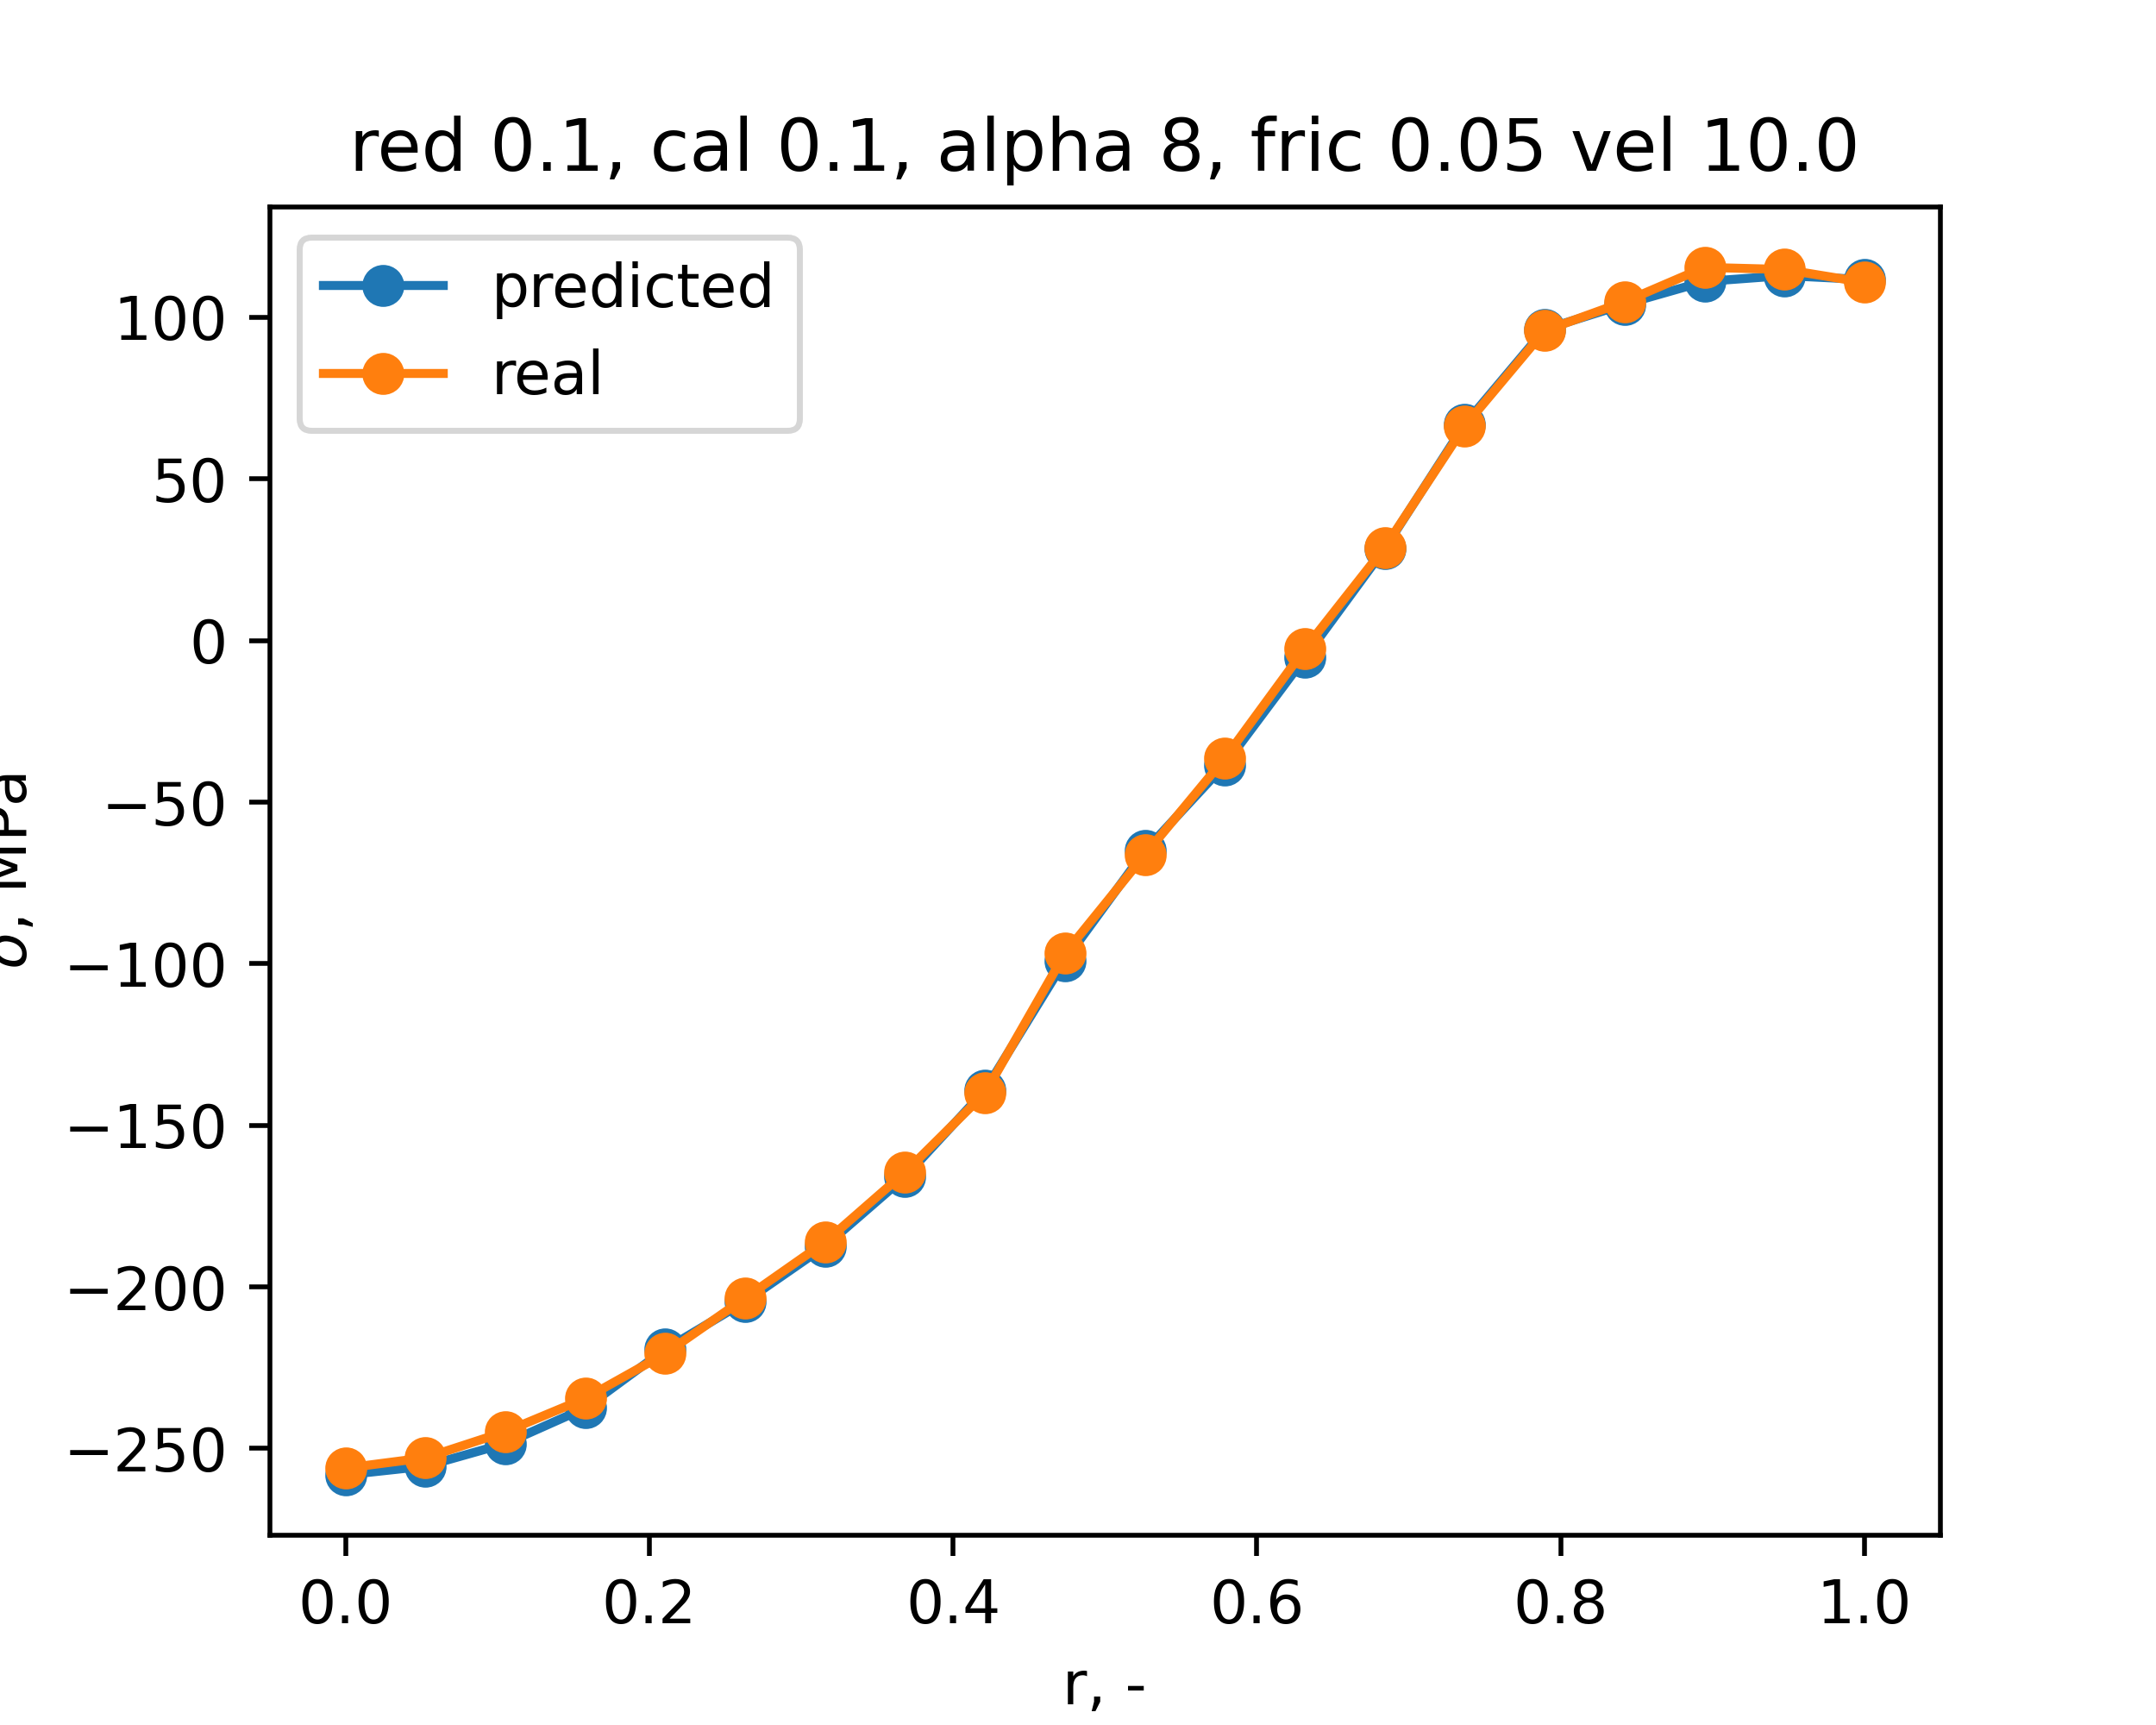 red 0.1, cal 0.1, alpha 8, fric 0.05 vel 10.0
predicted
real
100
50
0
−50
−100
−150
−200
−250
σ, MPa
0.0 0.2 0.4 0.6 0.8 1.0
r, -